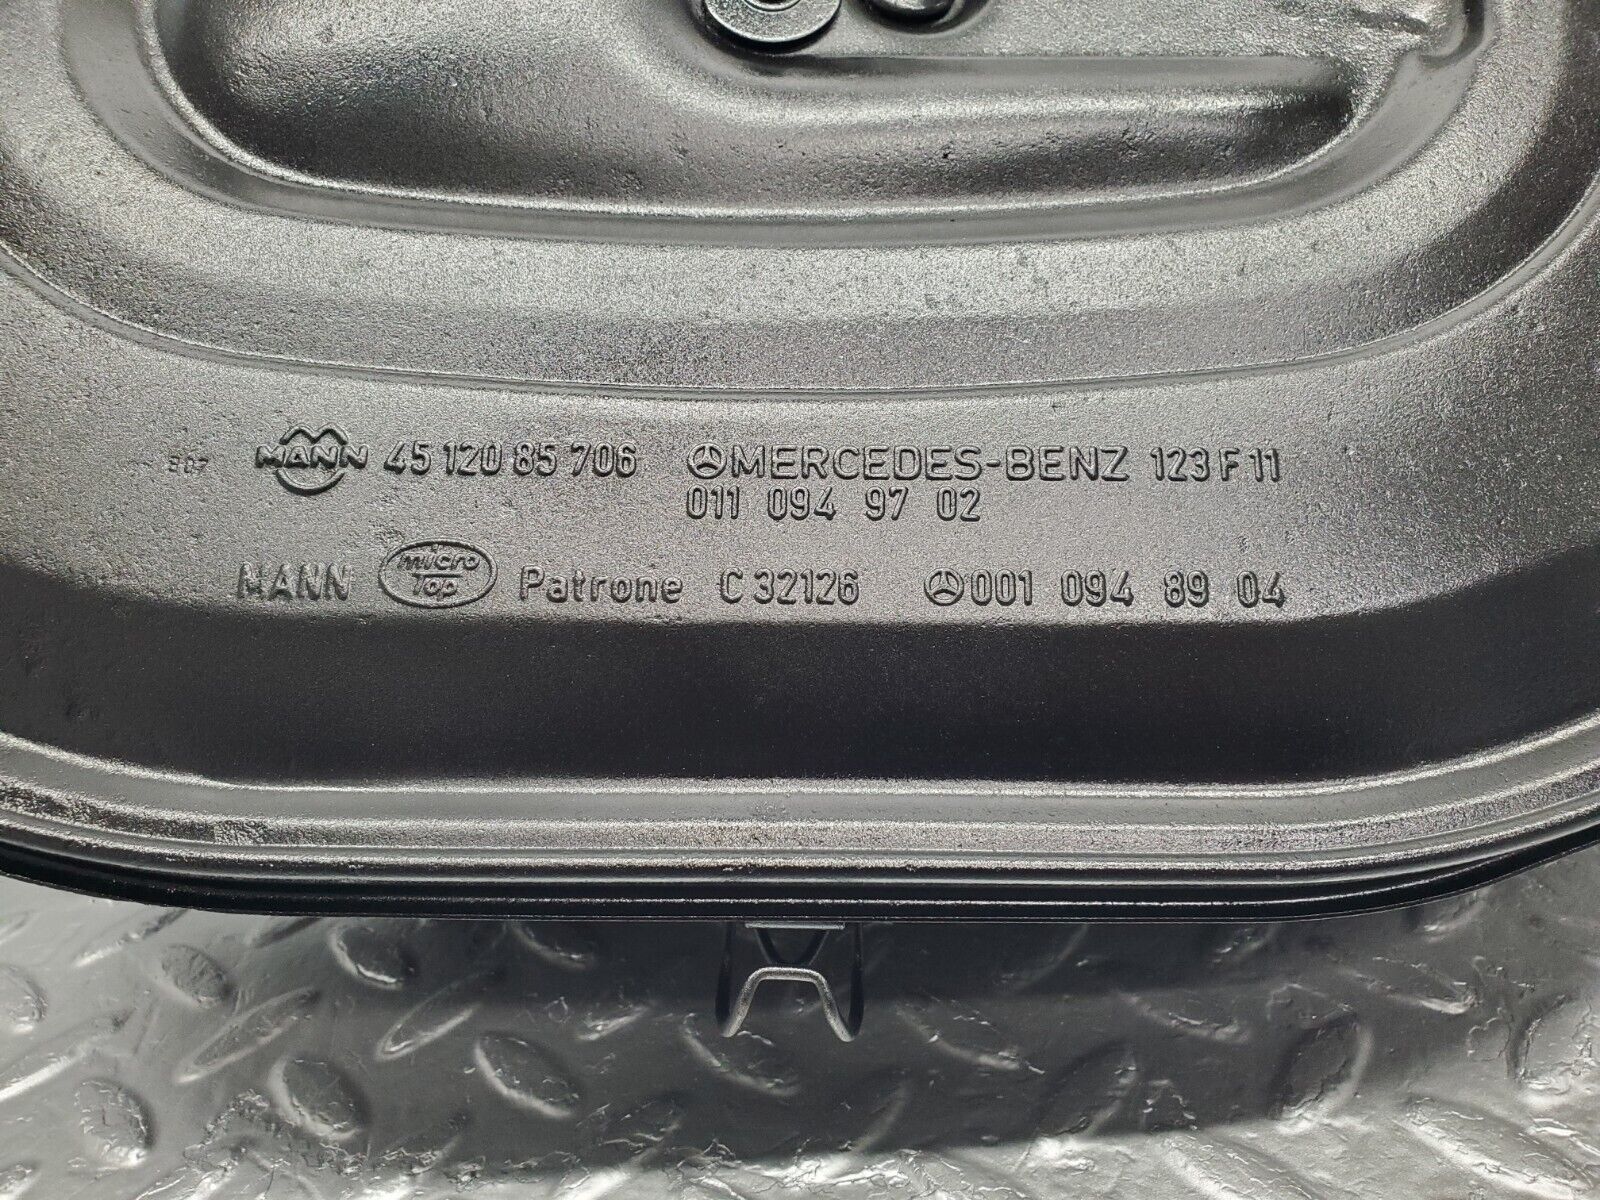 807 MANN 45 120 85 706 MERCEDES-BENZ 123 F 11
011 094 97 02
MANN micro Top Patrone C 32126 001 094 89 04